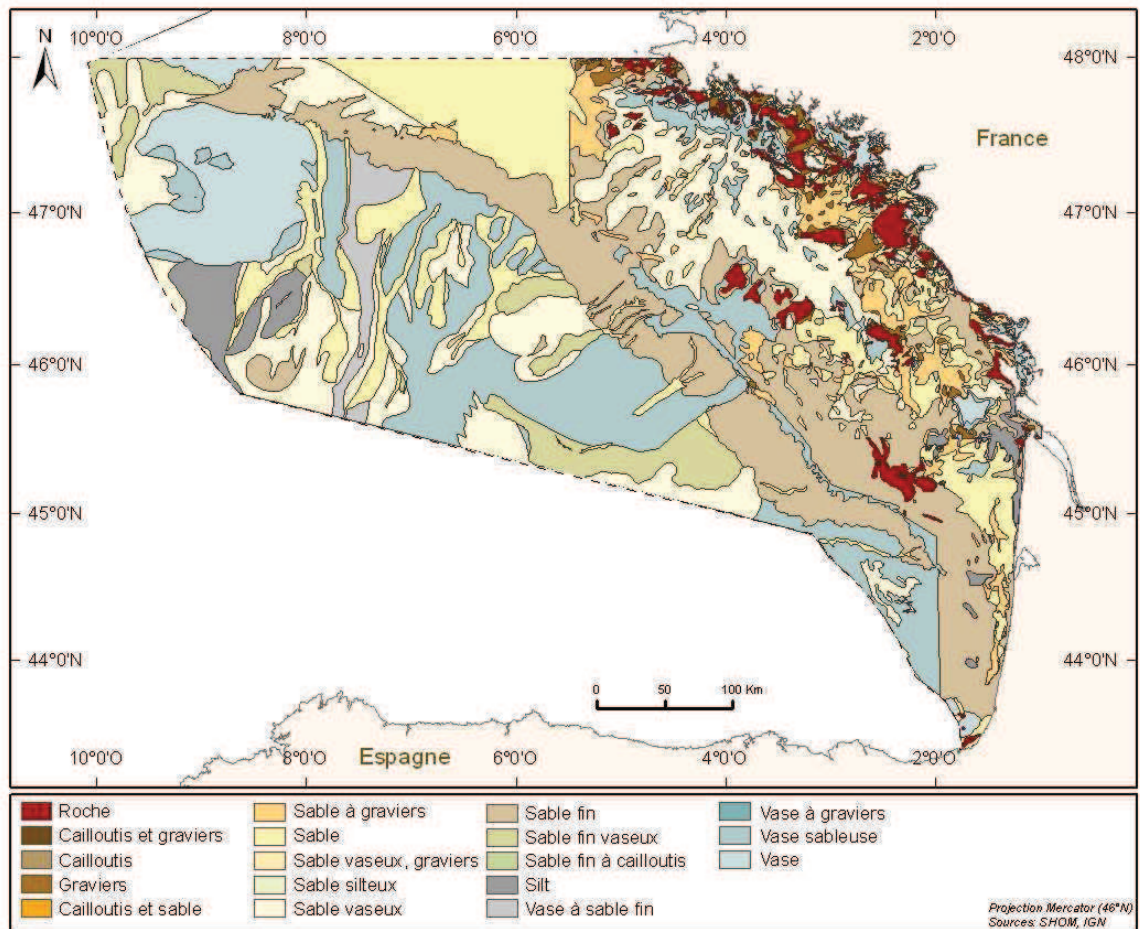 N
10°0'O 8°0'O 6°0'O 4°0'O 2°0'O
48°0'N 48°0'N
France
47°0'N 47°0'N
46°0'N 46°0'N
45°0'N 45°0'N
44°0'N 44°0'N
0 50 100 Km
Espagne
10°0'O 8°0'O 6°0'O 4°0'O 2°0'O
Roche
Cailloutis et graviers
Cailloutis
Graviers
Cailloutis et sable
Sable à graviers
Sable
Sable vaseux, graviers
Sable silteux
Sable vaseux
Sable fin
Sable fin vaseux
Sable fin à cailloutis
Silt
Vase à sable fin
Vase à graviers
Vase sableuse
Vase
Projection Mercator (46°N)
Sources: SHOM, IGN